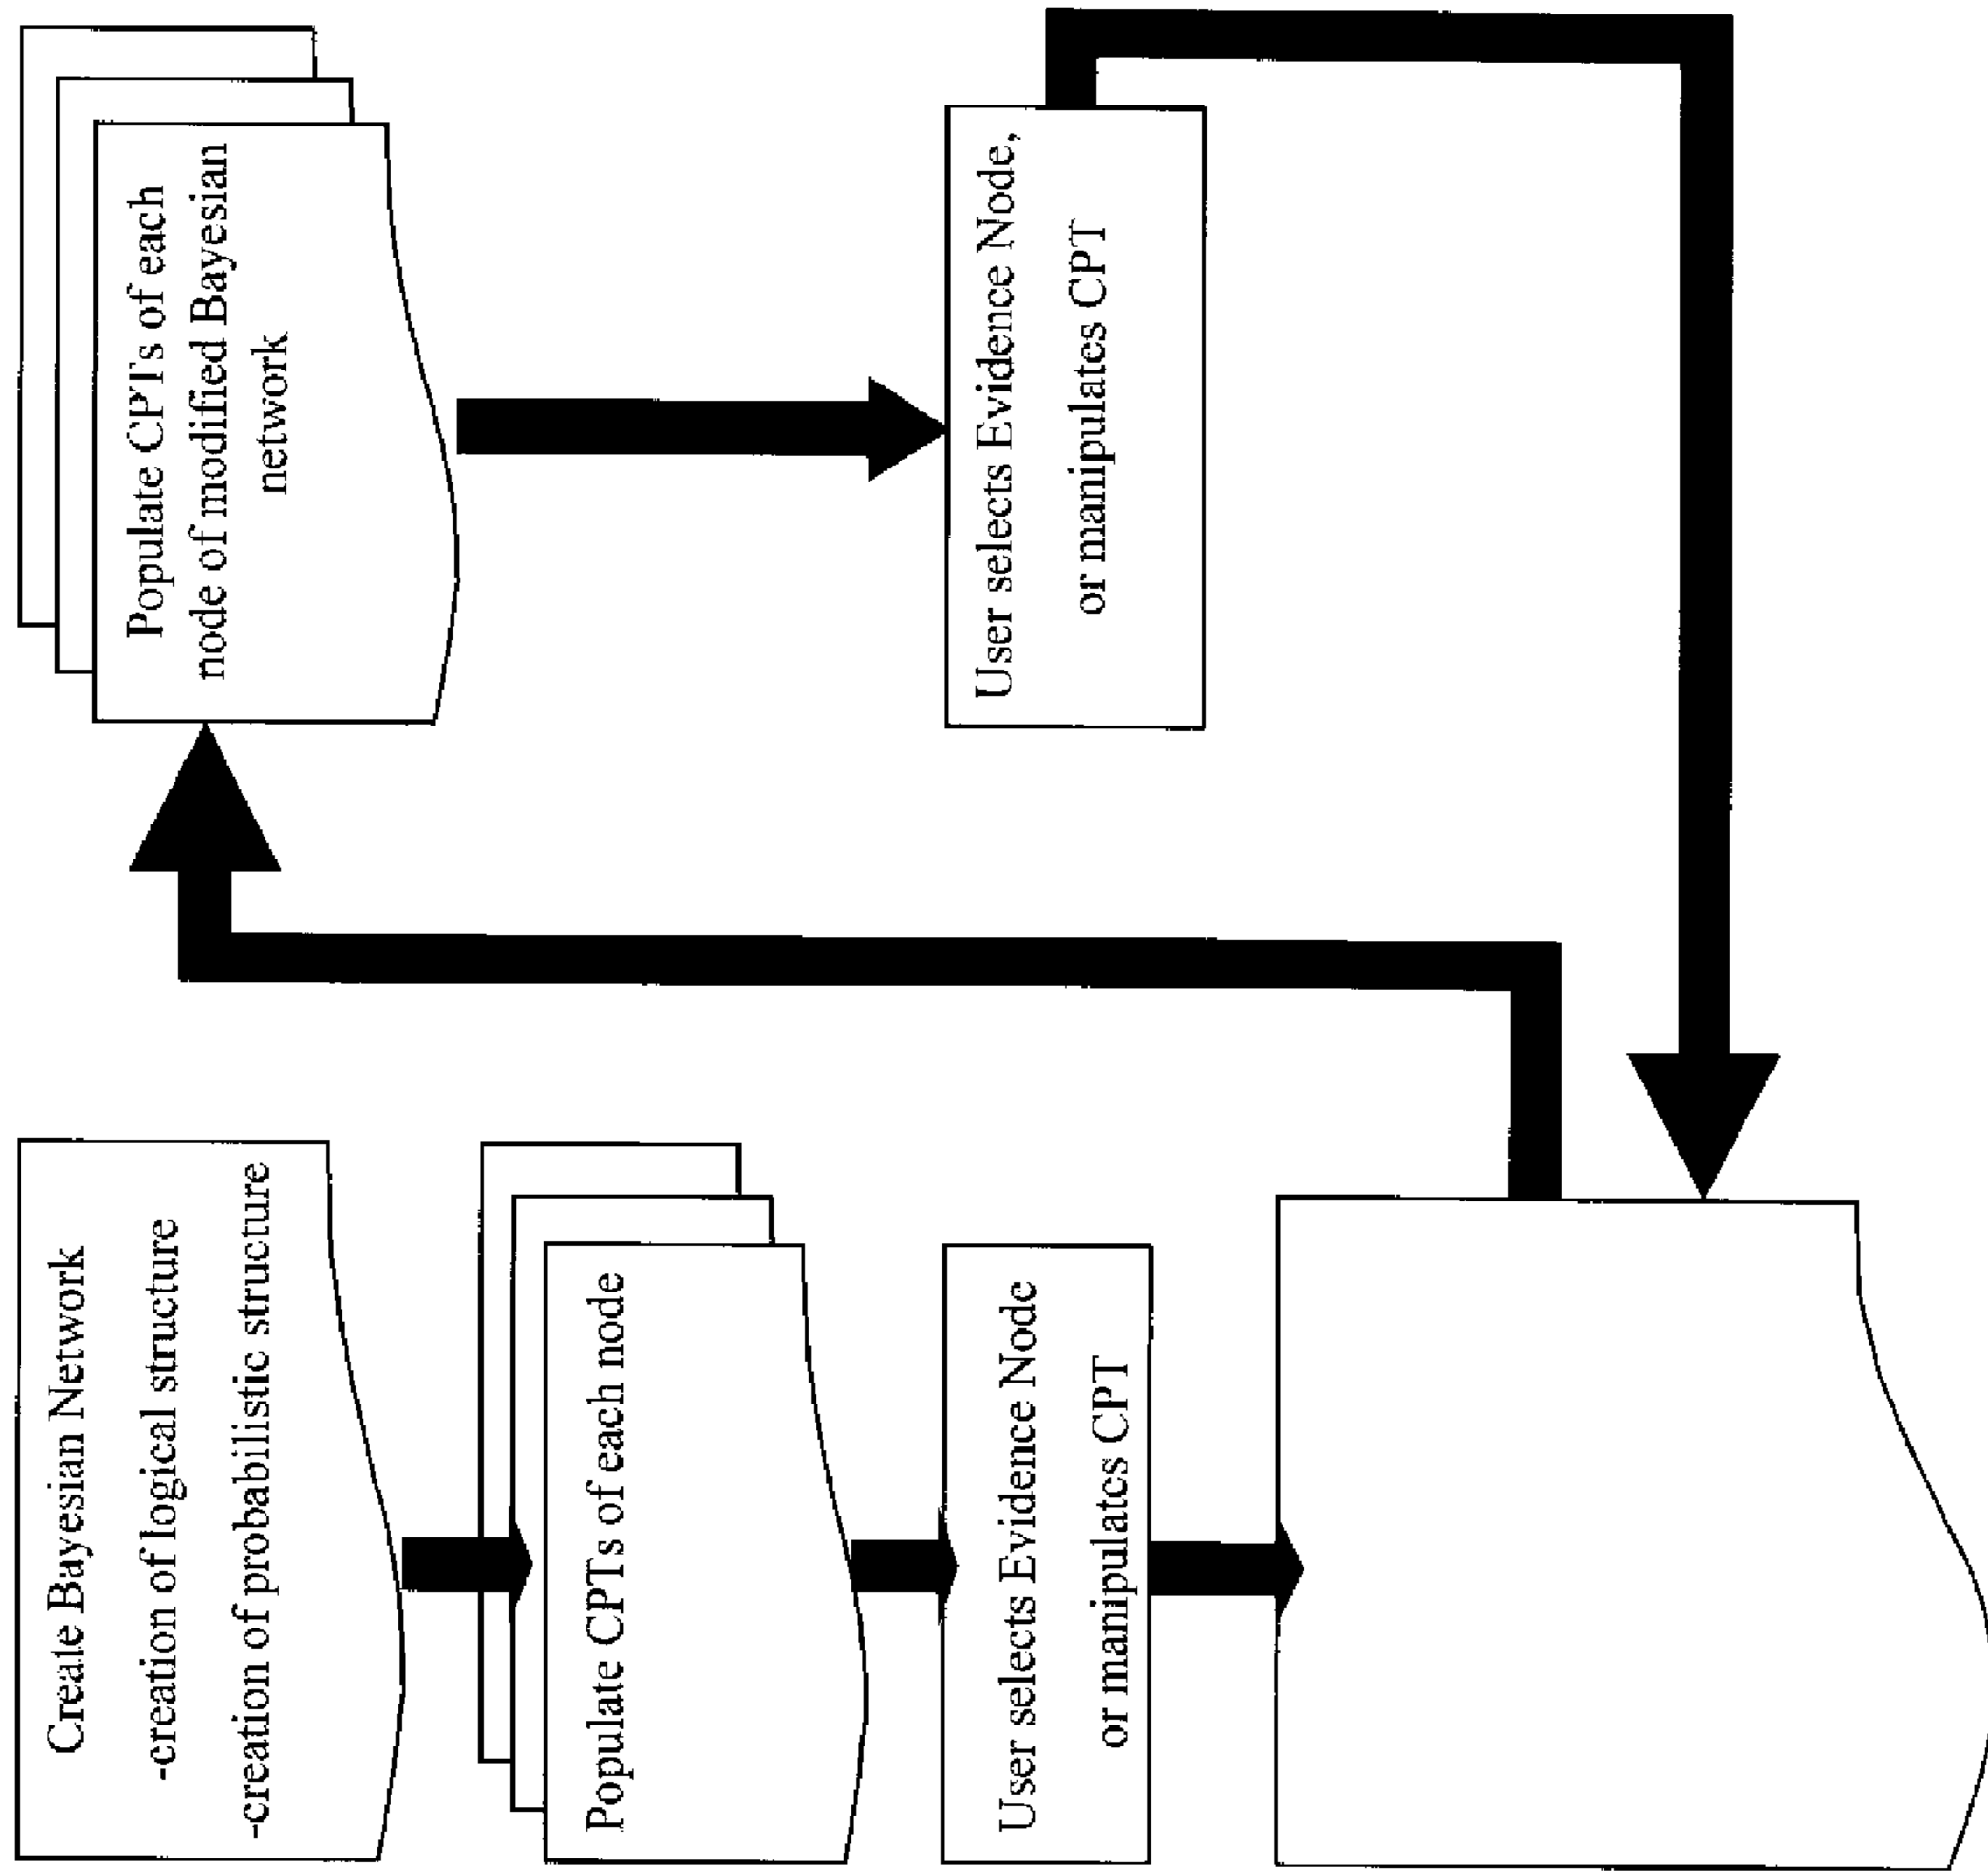 Create Bayesian Network
-creation of logical structure
-creation of probabilistic structure
Populate CPTs of each node
User selects Evidence Node
or manipulates CPT
Populate CPTs of each
node of modified Bayesian
network
User selects Evidence Node,
or manipulates CPT